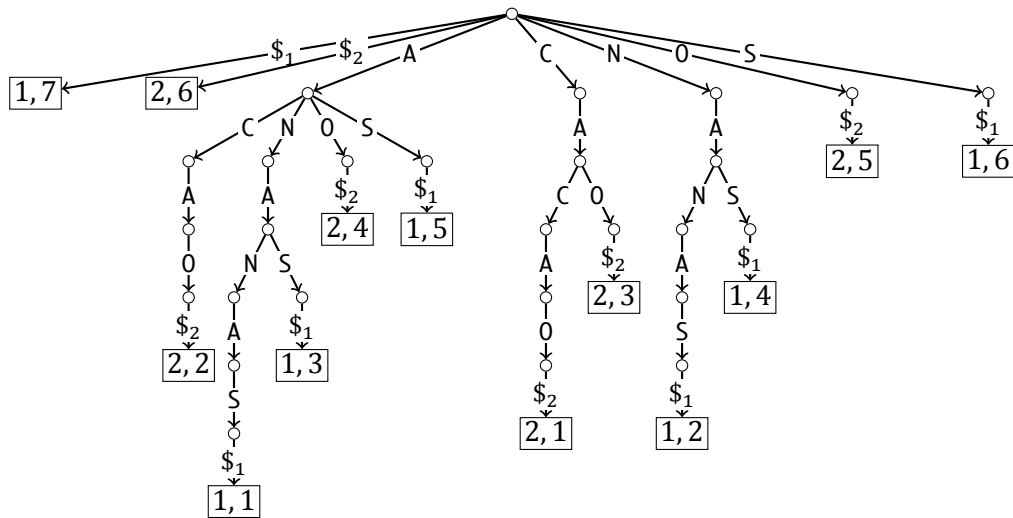 $₁ $₂ A C N O S
1, 7 2, 6
C N O S A A $₂ $₁
2, 5 1, 6
A A $₂ $₁ C O N S
2, 4 1, 5
O N S A $₂ A $₁
2, 3 1, 4
$₂ A $₁ O S
2, 2 1, 3
S $₂ $₁
2, 1 1, 2
$₁
1, 1